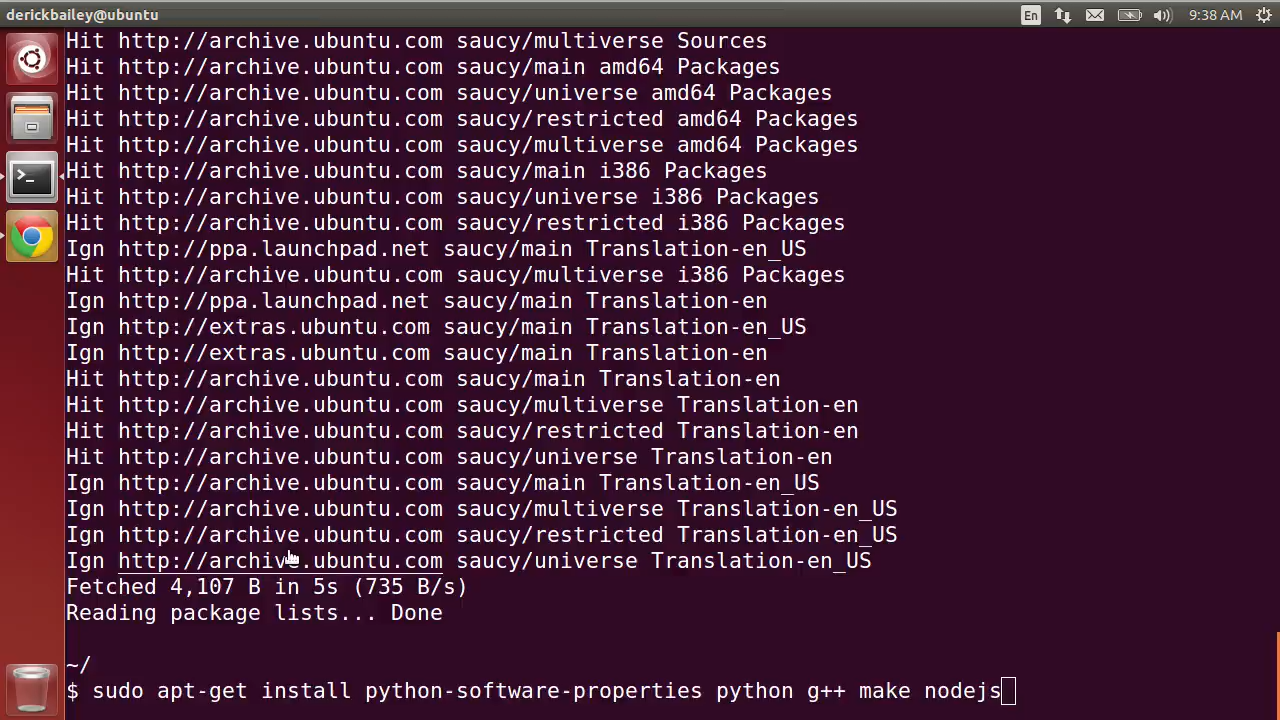 derickbailey@ubuntu
En
9:38 AM
Hit http://archive.ubuntu.com saucy/multiverse Sources
Hit http://archive.ubuntu.com saucy/main amd64 Packages
Hit http://archive.ubuntu.com saucy/universe amd64 Packages
Hit http://archive.ubuntu.com saucy/restricted amd64 Packages
Hit http://archive.ubuntu.com saucy/multiverse amd64 Packages
Hit http://archive.ubuntu.com saucy/main i386 Packages
Hit http://archive.ubuntu.com saucy/universe i386 Packages
Hit http://archive.ubuntu.com saucy/restricted i386 Packages
Ign http://ppa.launchpad.net saucy/main Translation-en_US
Hit http://archive.ubuntu.com saucy/multiverse i386 Packages
Ign http://ppa.launchpad.net saucy/main Translation-en
Ign http://extras.ubuntu.com saucy/main Translation-en_US
Ign http://extras.ubuntu.com saucy/main Translation-en
Hit http://archive.ubuntu.com saucy/main Translation-en
Hit http://archive.ubuntu.com saucy/multiverse Translation-en
Hit http://archive.ubuntu.com saucy/restricted Translation-en
Hit http://archive.ubuntu.com saucy/universe Translation-en
Ign http://archive.ubuntu.com saucy/main Translation-en_US
Ign http://archive.ubuntu.com saucy/multiverse Translation-en_US
Ign http://archive.ubuntu.com saucy/restricted Translation-en_US
Ign http://archive.ubuntu.com saucy/universe Translation-en_US
Fetched 4,107 B in 5s (735 B/s)
Reading package lists... Done
~/
$ sudo apt-get install python-software-properties python g++ make nodejs